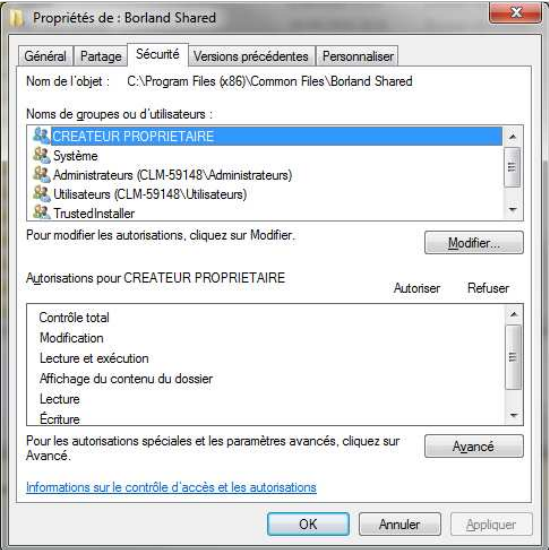 Propriétés de : Borland Shared
Général Partage Sécurité Versions précédentes Personnaliser
Nom de l'objet : C:\Program Files (x86)\Common Files\Borland Shared
Noms de groupes ou d'utilisateurs :
CREATEUR PROPRIETAIRE
Système
Administrateurs (CLM-59148\Administrateurs)
Utilisateurs (CLM-59148\Utilisateurs)
TrustedInstaller
Pour modifier les autorisations, cliquez sur Modifier.
Modifier...
Autorisations pour CREATEUR PROPRIETAIRE
Autoriser Refuser
Contrôle total
Modification
Lecture et exécution
Affichage du contenu du dossier
Lecture
Écriture
Pour les autorisations spéciales et les paramètres avancés, cliquez sur
Avancé.
Avancé
Informations sur le contrôle d'accès et les autorisations
OK Annuler Appliquer